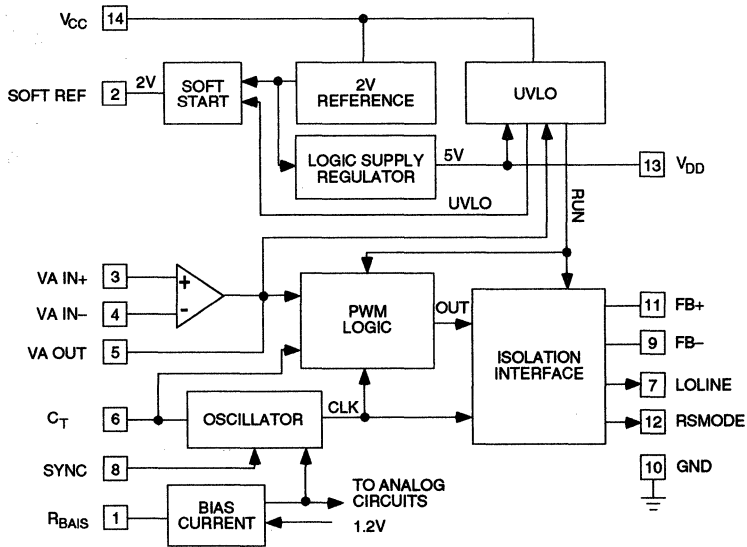 VCC 14
SOFT REF 2 2V
SOFT
START
2V
REFERENCE
UVLO
LOGIC SUPPLY
REGULATOR
5V
13 VDD
UVLO
RUN
VA IN+ 3
+
VA IN– 4
-
VA OUT 5
PWM
LOGIC
OUT
ISOLATION
INTERFACE
11 FB+
9 FB–
7 LOLINE
12 RSMODE
CT 6
OSCILLATOR
CLK
SYNC 8
10 GND
RBAIS 1
BIAS
CURRENT
TO ANALOG
CIRCUITS
1.2V